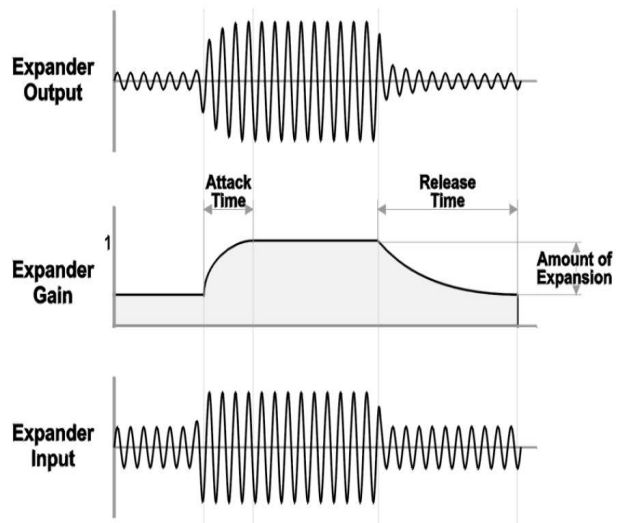 Expander
Output
Attack
Time
Release
Time
1
Expander
Gain
Amount of
Expansion
Expander
Input